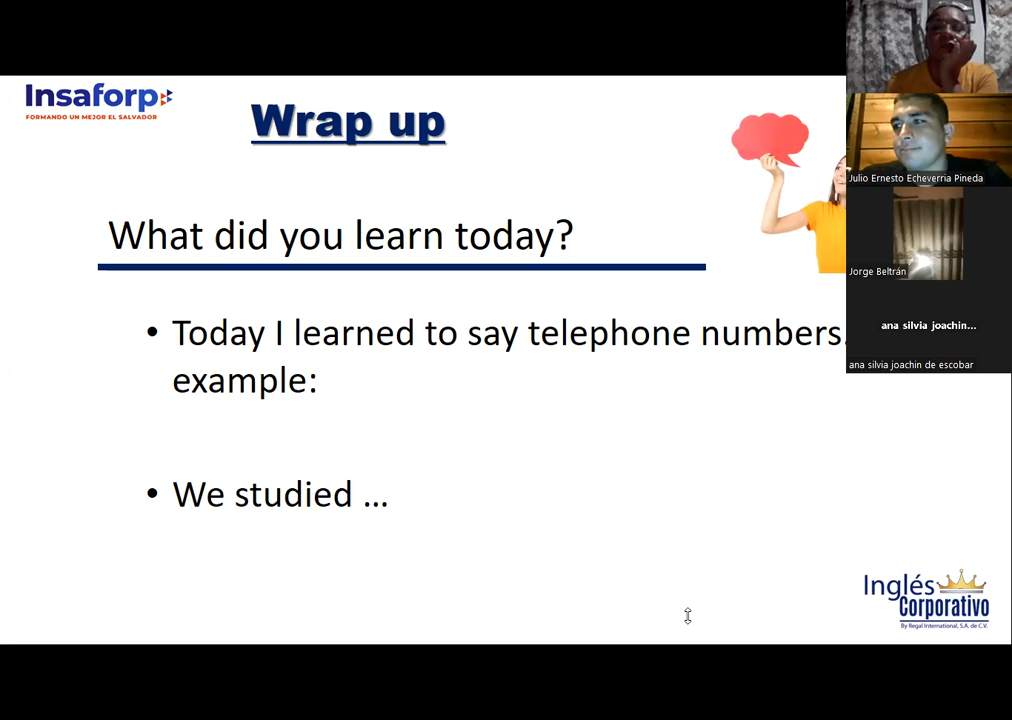 Insaforp
FORMANDO UN MEJOR EL SALVADOR
Wrap up
What did you learn today?
• Today I learned to say telephone numbers.
example:
• We studied ...
Julio Ernesto Echeverria Pineda
Jorge Beltrán
ana silvia joachin...
ana silvia joachin de escobar
Inglés
Corporativo
By Regal International, S.A. de C.V.